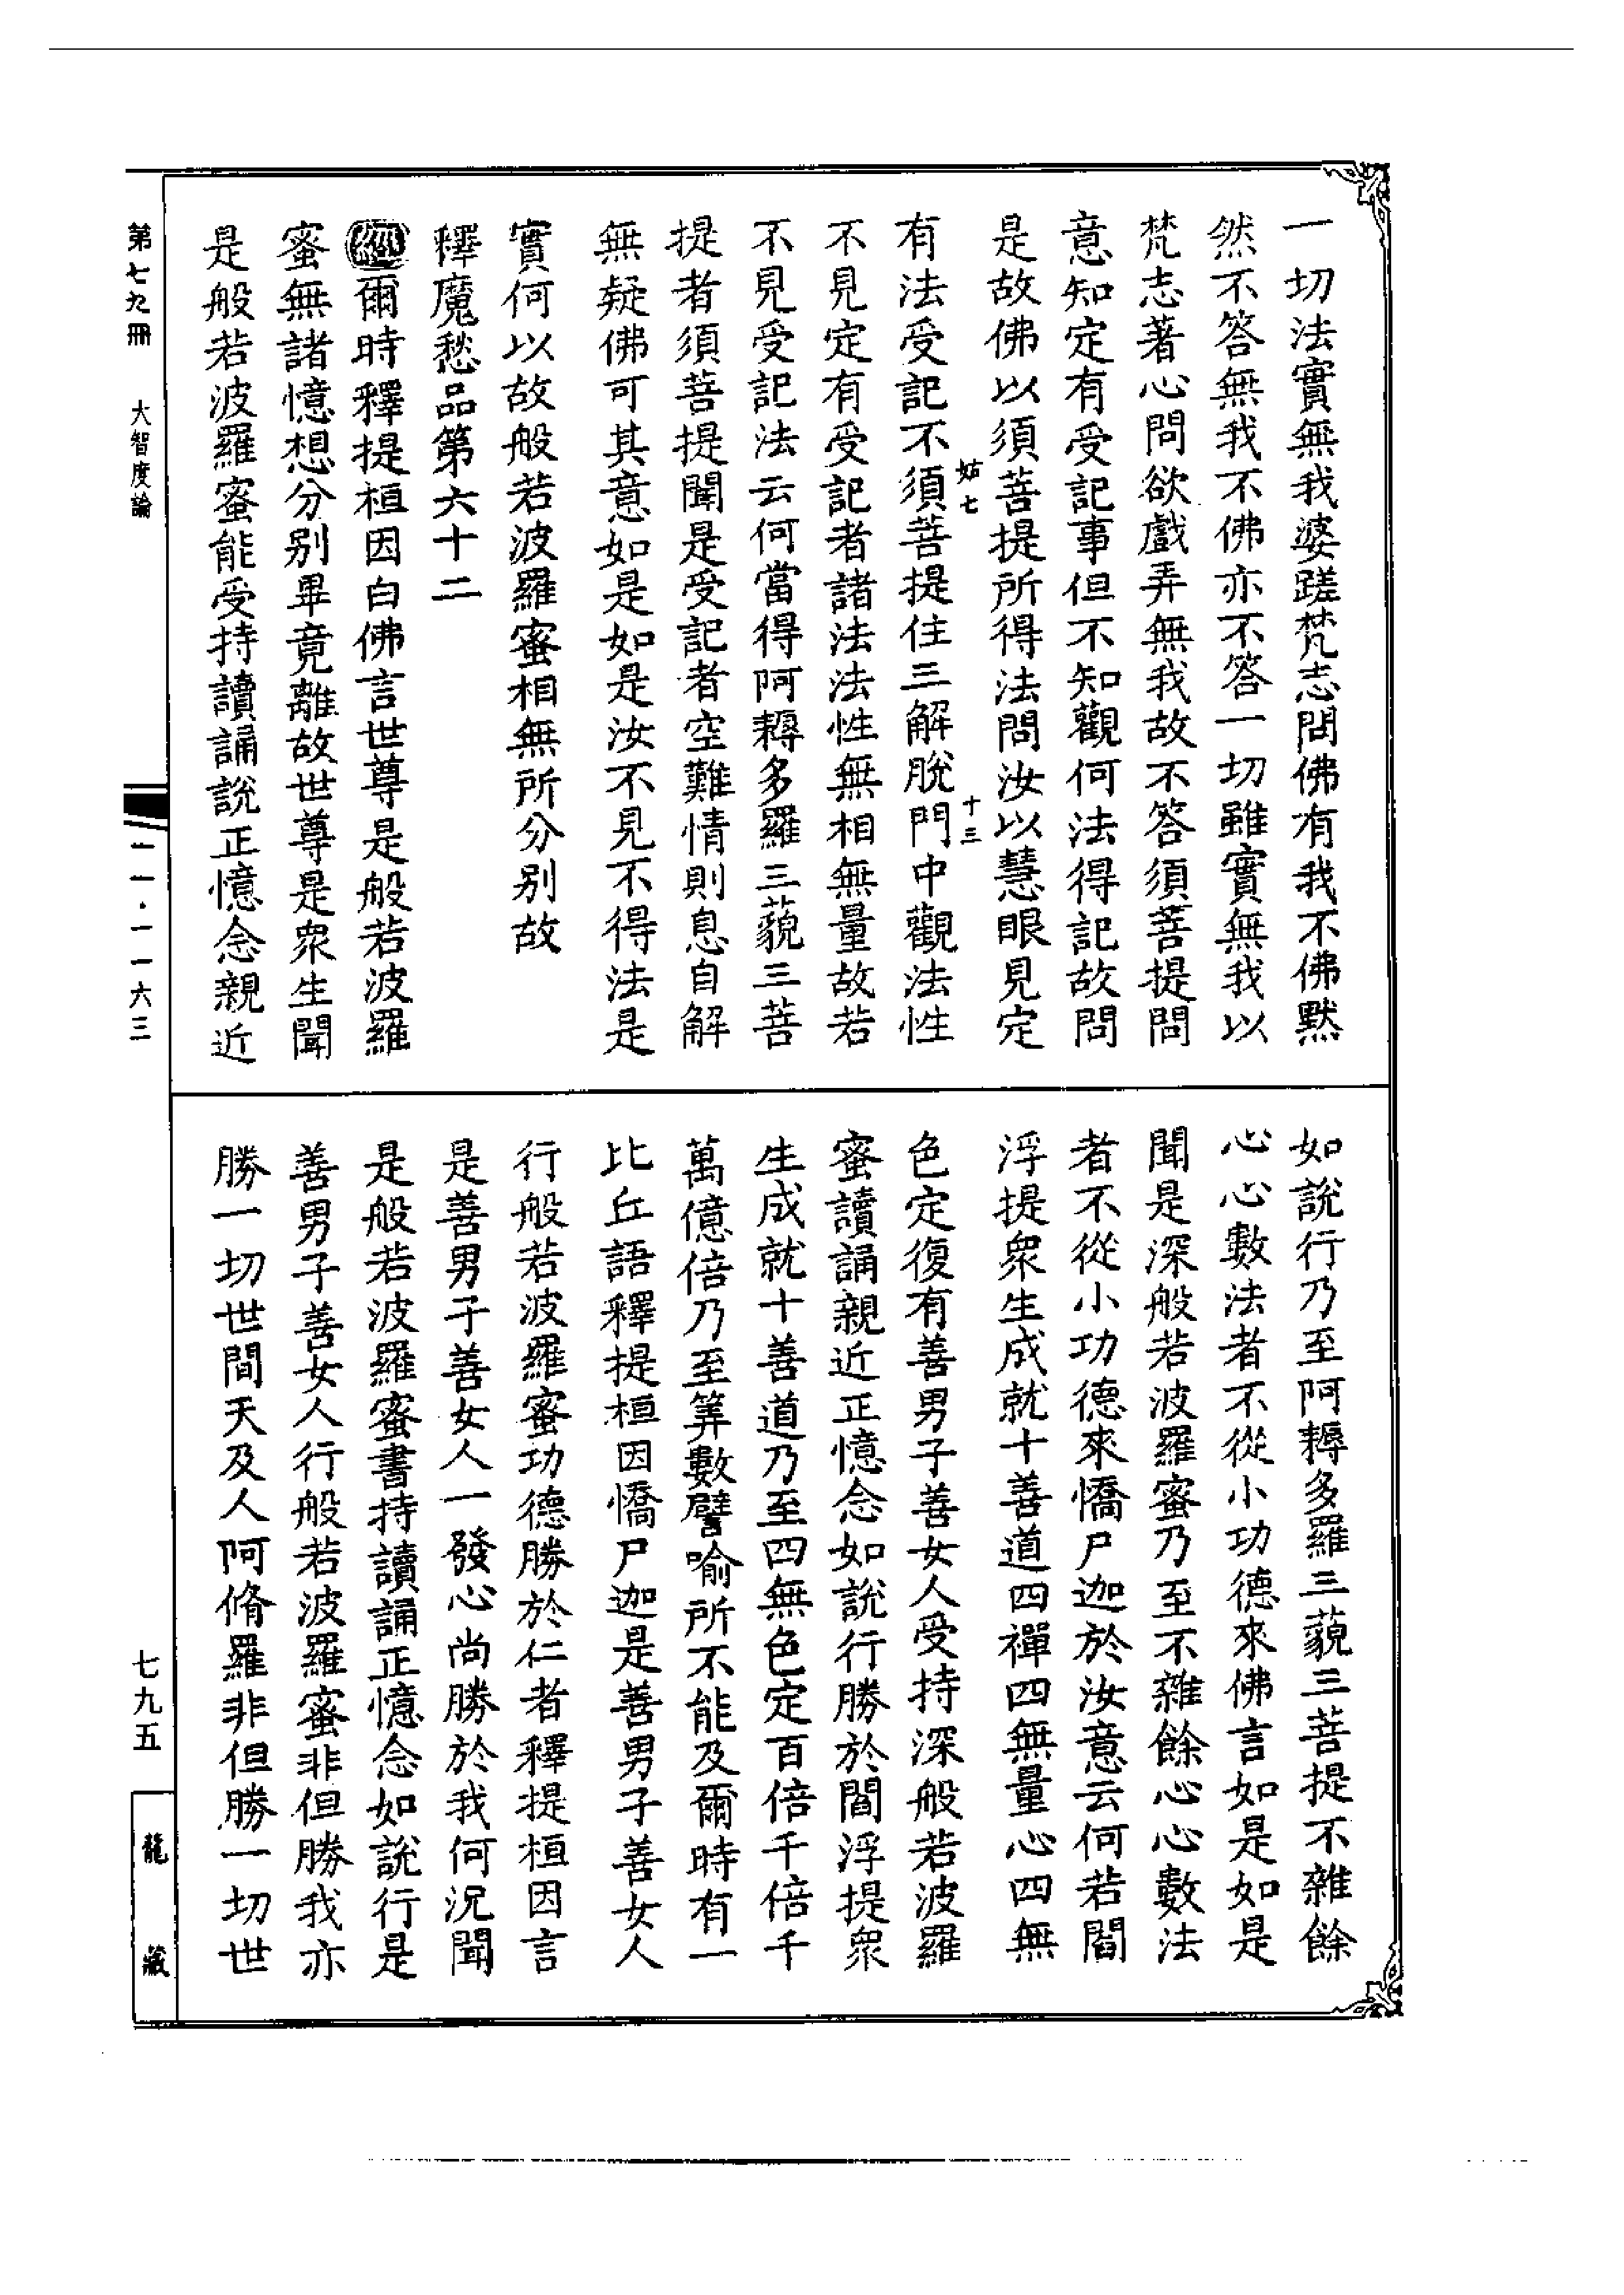 一切法實無我婆蹉梵志問佛有我不佛默
然不答無我不佛亦不答一切雖實無我以
梵志著心問欲戲弄無我故不答須菩提問
意知定有受記事但不知觀何法得記故問
是故佛以須菩提所得法問汝以慧眼見定
姑七
十三
有法受記不須菩提住三解脫門中觀法性
不見定有受記者諸法法性無相無量故若
不見受記法云何當得阿耨多羅三藐三菩
提者須菩提聞是受記者空難情則息自解
無疑佛可其意如是如是汝不見不得法是
實何以故般若波羅蜜相無所分別故
釋魔愁品第六十二
經爾時釋提桓因白佛言世尊是般若波羅
蜜無諸憶想分別畢竟離故世尊是眾生聞
是般若波羅蜜能受持讀誦說正憶念親近
如說行乃至阿耨多羅三藐三菩提不雜餘
心心數法者不從小功德來佛言如是如是
聞是深般若波羅蜜乃至不雜餘心心數法
者不從小功德來憍尸迦於汝意云何若閻
浮提眾生成就十善道四禪四無量心四無
色定復有善男子善女人受持深般若波羅
蜜讀誦親近正憶念如說行勝於閻浮提眾
生成就十善道乃至四無色定百倍千倍千
萬億倍乃至筭數譬喻所不能及爾時有一
比丘語釋提桓因憍尸迦是善男子善女人
行般若波羅蜜功德勝於仁者釋提桓因言
是善男子善女人一發心尚勝於我何況聞
是般若波羅蜜書持讀誦正憶念如說行是
善男子善女人行般若波羅蜜非但勝我亦
勝一切世間天及人阿脩羅非但勝一切世
第七九冊
大智度論
二一·一一六三
七九五
龍藏